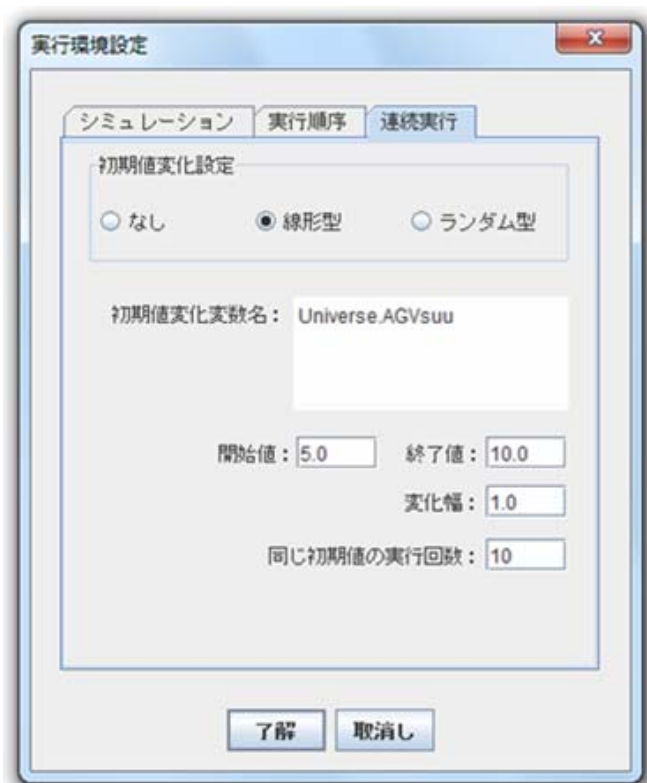 実行環境設定
シミュレーション 実行順序 連続実行
初期値変化設定
なし 線形型 ランダム型
初期値変化変数名： Universe.AGVsuu
開始値： 5.0 終了値： 10.0
変化幅： 1.0
同じ初期値の実行回数： 10
了解 取消し